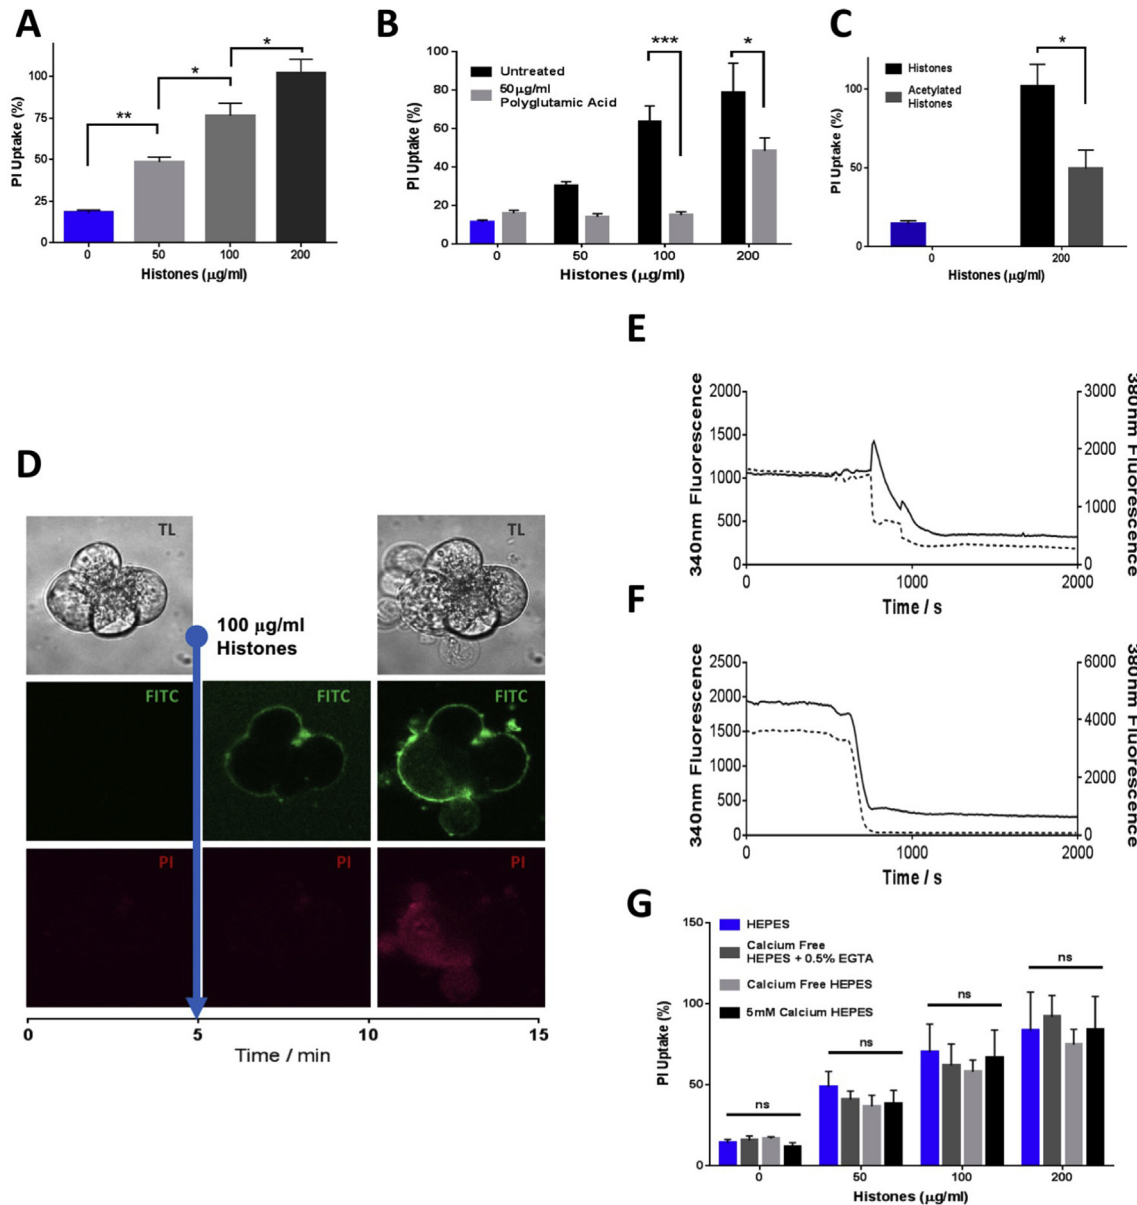 A
PI Uptake (%)
100
75
50
25
0
**
*
*
0 50 100 200
Histones (μg/ml)
B
PI Uptake (%)
100
80
60
40
20
0
Untreated
50μg/ml
Polyglutamic Acid
***
*
0 50 100 200
Histones (μg/ml)
C
PI Uptake (%)
100
50
0
Histones
Acetylated
Histones
*
0 200
Histones (μg/ml)
D
TL TL
100 μg/ml
Histones
FITC FITC FITC
PI PI PI
0 5 10 15
Time / min
E
340nm Fluorescence
2000
1500
1000
500
0
380nm Fluorescence
3000
2000
1000
0
0 1000 2000
Time / s
F
340nm Fluorescence
2500
2000
1500
1000
500
0
380nm Fluorescence
6000
4000
2000
0
0 1000 2000
Time / s
G
PI Uptake (%)
150
100
50
0
HEPES
Calcium Free
HEPES + 0.5% EGTA
Calcium Free HEPES
5mM Calcium HEPES
ns
ns
ns
ns
0 50 100 200
Histones (μg/ml)